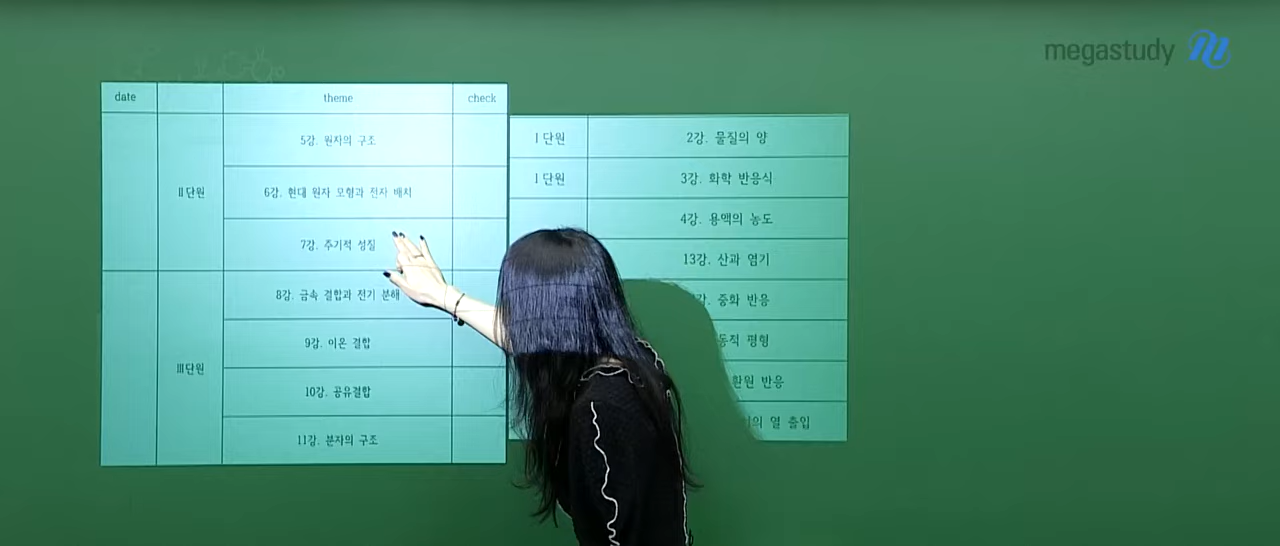 megastudy
date theme check
5강. 원자의 구조
Ⅱ단원 6강. 현대 원자 모형과 전자 배치
7강. 주기적 성질
8강. 금속 결합과 전기 분해
9강. 이온 결합
Ⅲ단원
10강. 공유결합
11강. 분자의 구조
Ⅰ단원 2강. 물질의 양
Ⅰ단원 3강. 화학 반응식
4강. 용액의 농도
13강. 산과 염기
강. 중화 반응
동적 평형
환원 반응
의 열 출입